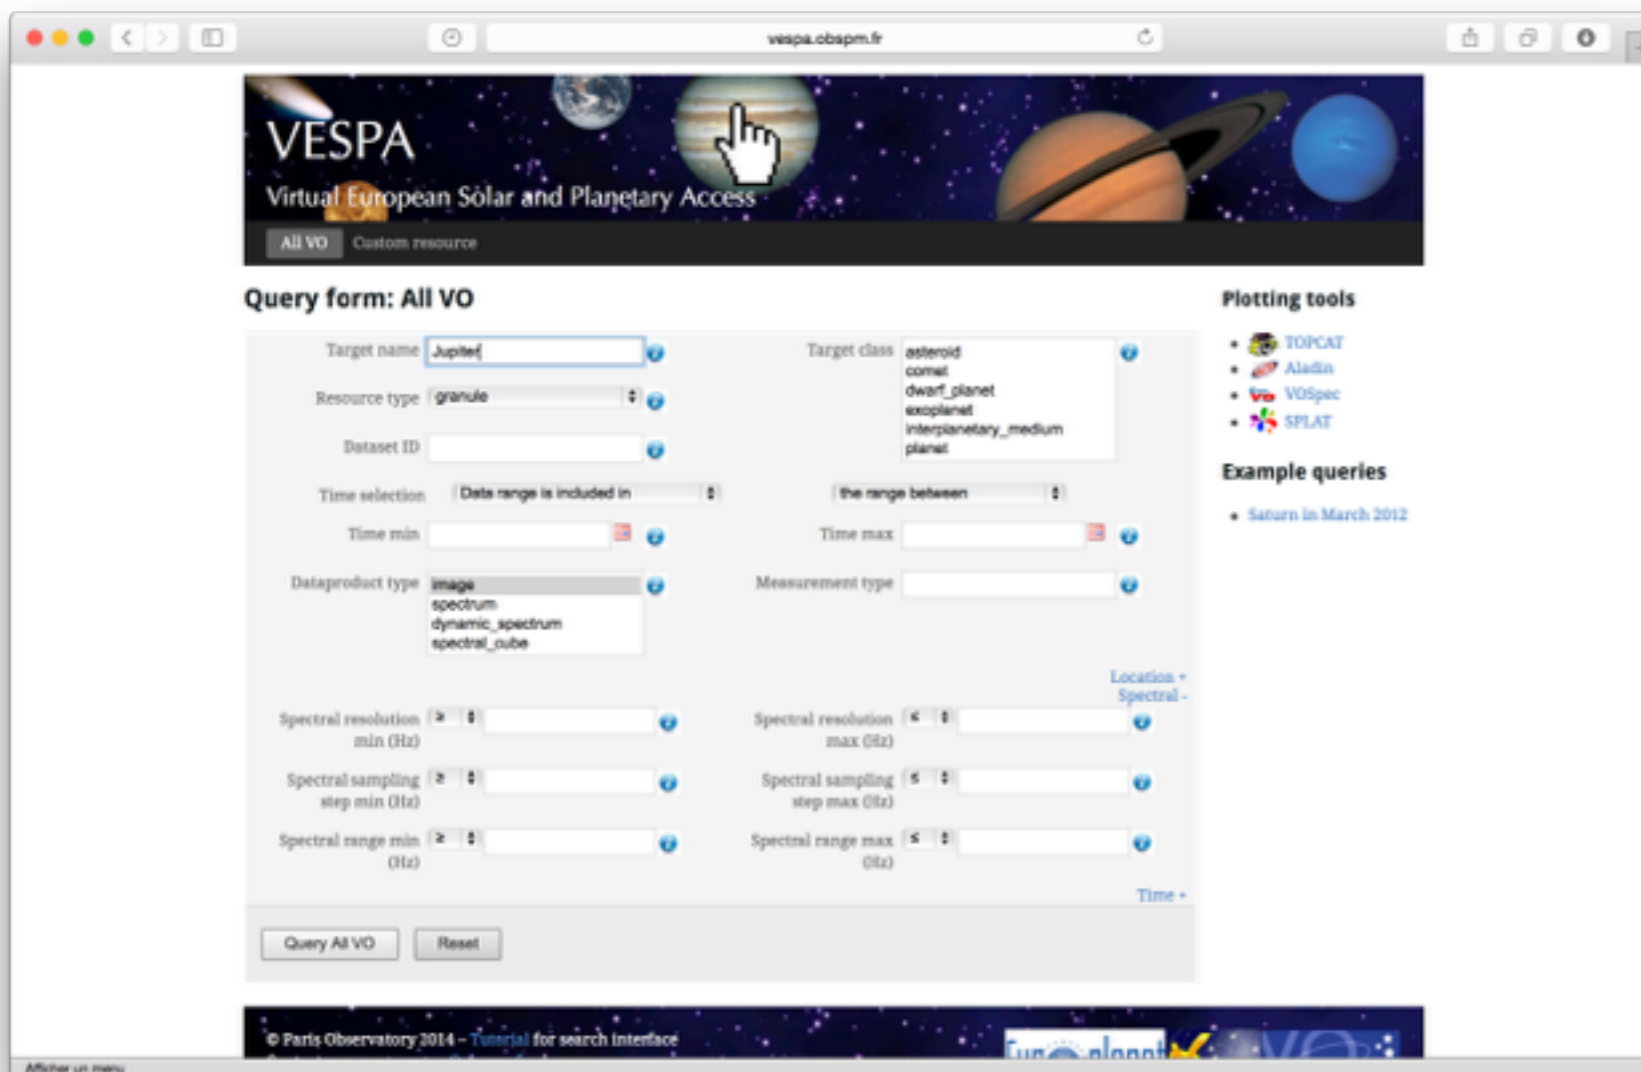 vespa.obspm.fr
VESPA
Virtual European Solar and Planetary Access
All VO Custom resource
Query form: All VO
Target name Jupiter
Target class asteroid
comet
dwarf_planet
exoplanet
interplanetary_medium
planet
Resource type granule
Dataset ID
Time selection Data range is included in the range between
Time min
Time max
Dataproduct type image
spectrum
dynamic_spectrum
spectral_cube
Measurement type
Location +
Spectral -
Spectral resolution min (Hz) ≥
Spectral resolution max (Hz) ≤
Spectral sampling step min (Hz) ≥
Spectral sampling step max (Hz) ≤
Spectral range min (Hz) ≥
Spectral range max (Hz) ≤
Time +
Query All VO Reset
Plotting tools
TOPCAT
Aladin
VOSpec
SPLAT
Example queries
Saturn in March 2012
© Paris Observatory 2014 – Tutorial for search interface
VO
Afficher un menu